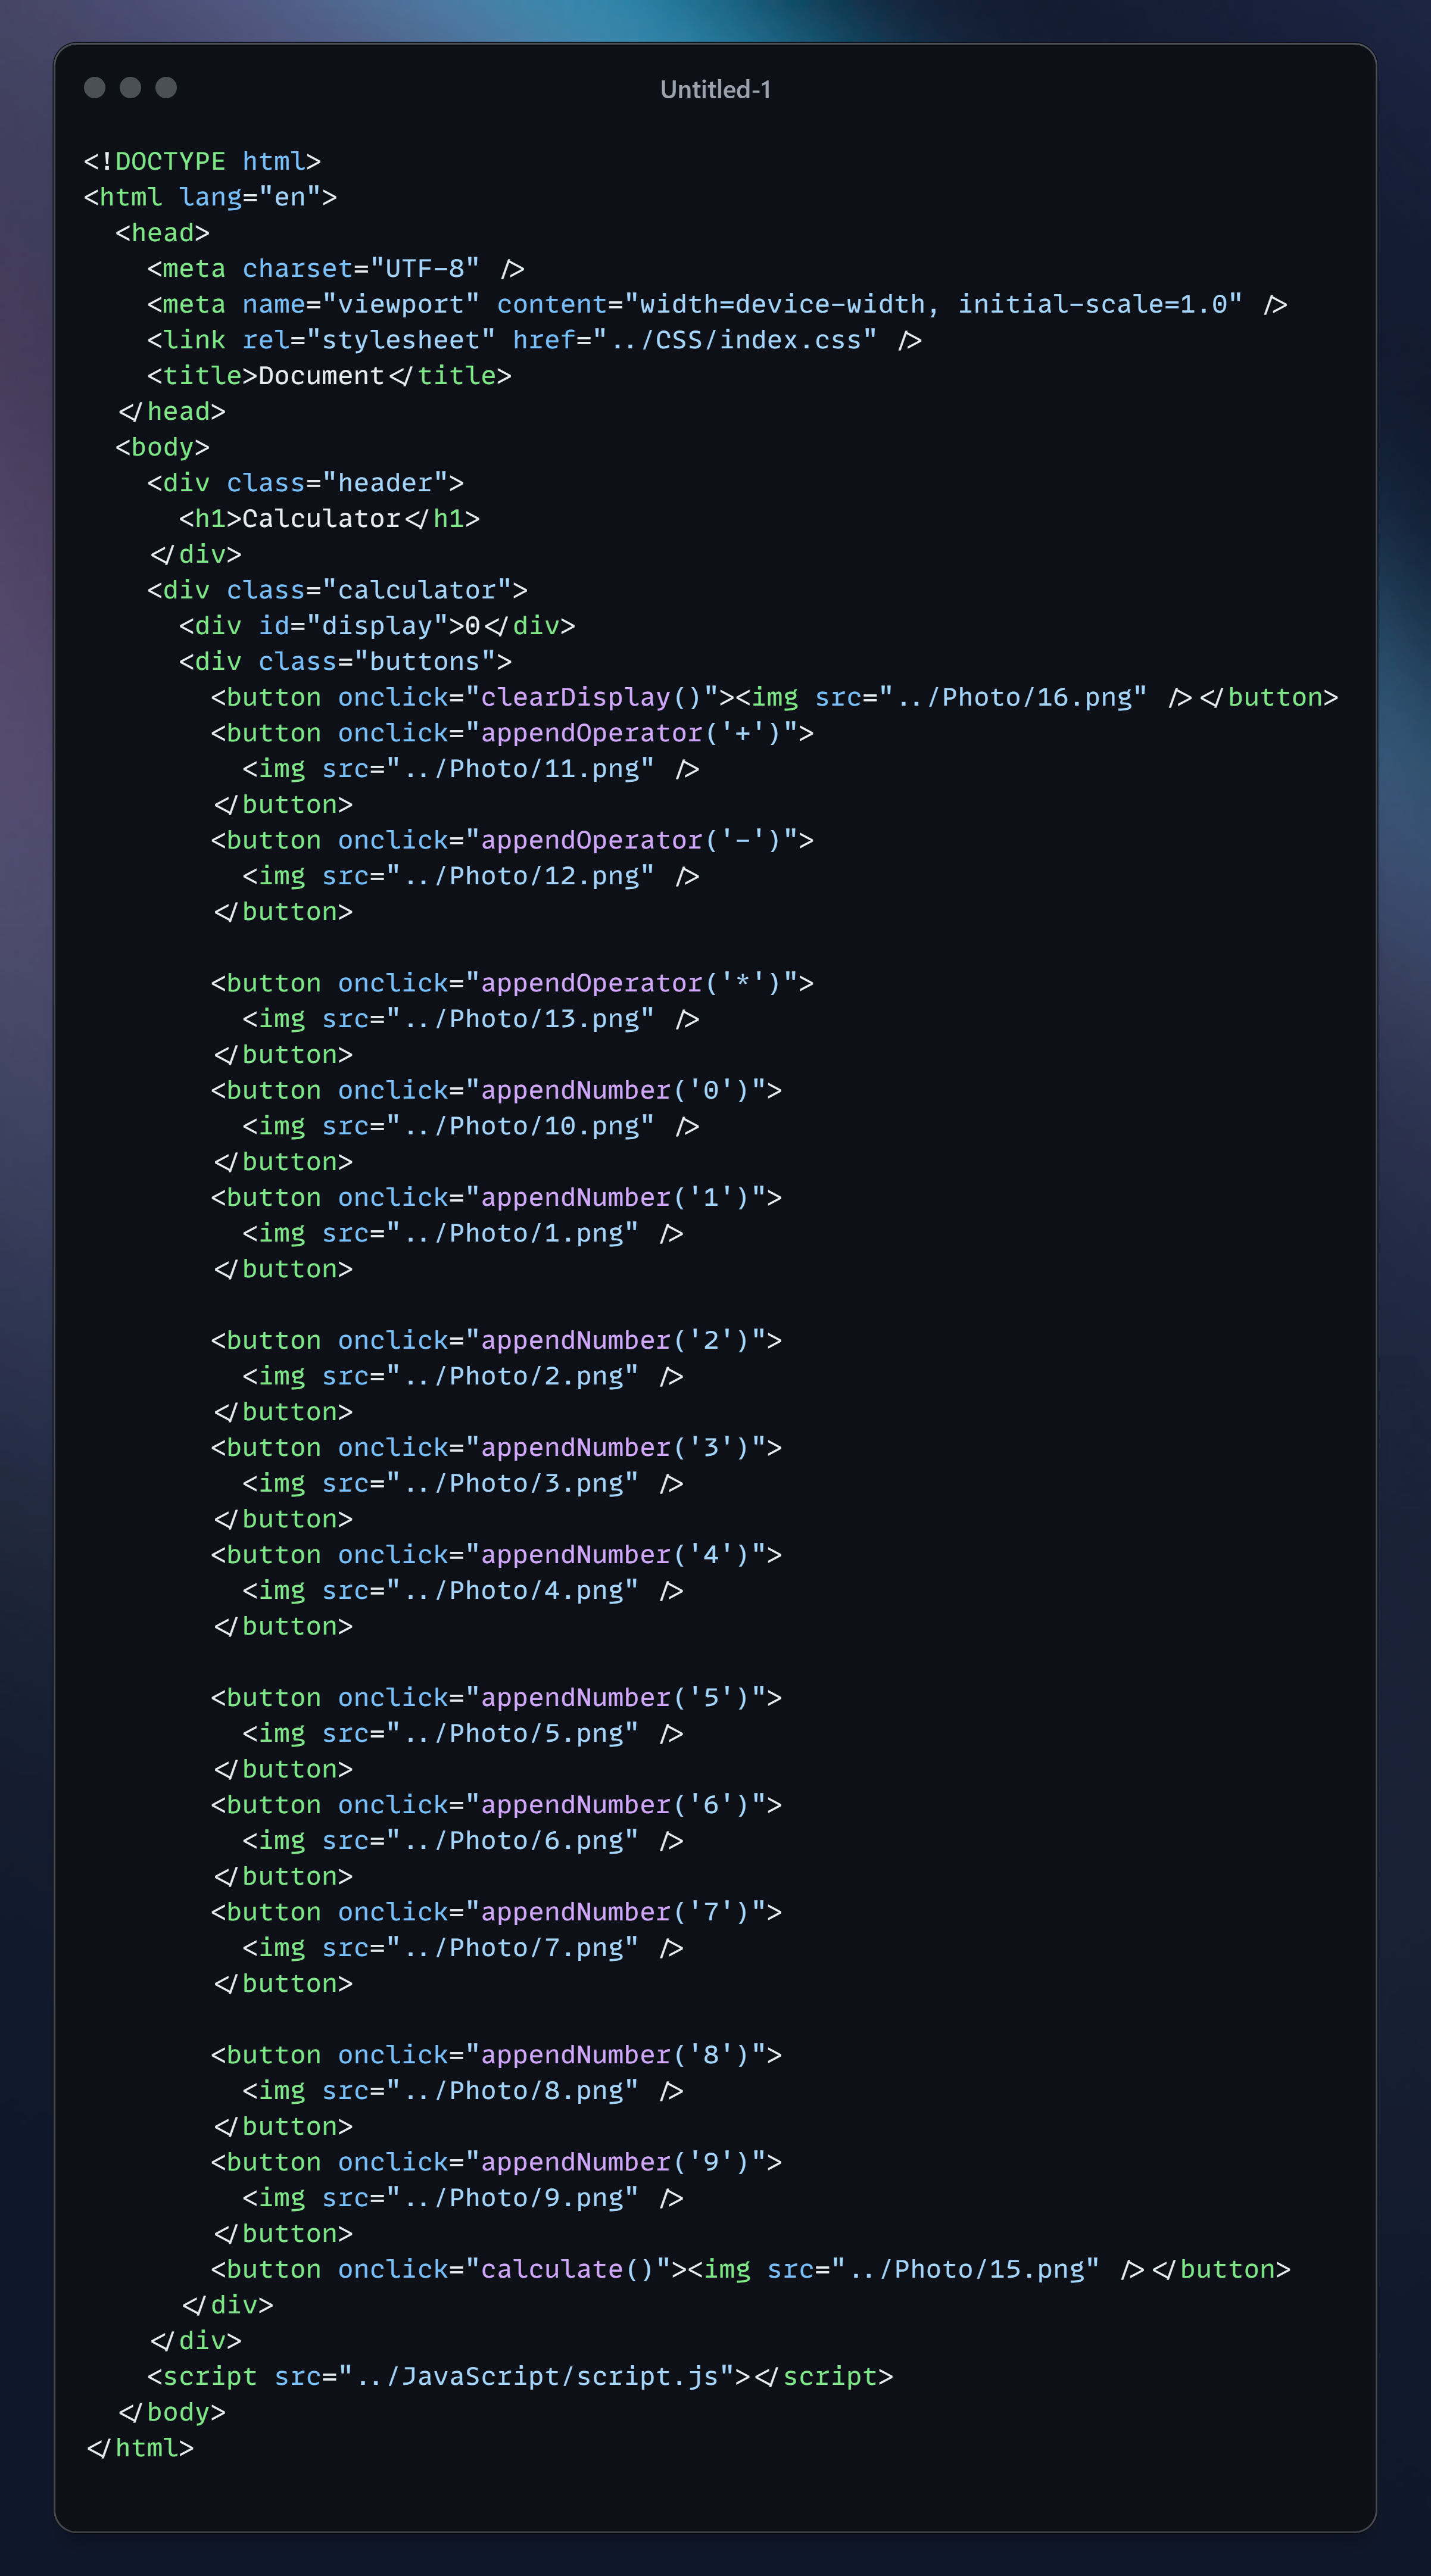 Untitled-1
<!DOCTYPE html>
<html lang="en">
  <head>
    <meta charset="UTF-8" />
    <meta name="viewport" content="width=device-width, initial-scale=1.0" />
    <link rel="stylesheet" href="../CSS/index.css" />
    <title>Document</title>
  </head>
  <body>
    <div class="header">
      <h1>Calculator</h1>
    </div>
    <div class="calculator">
      <div id="display">0</div>
      <div class="buttons">
        <button onclick="clearDisplay()"><img src="../Photo/16.png" /></button>
        <button onclick="appendOperator('+')">
          <img src="../Photo/11.png" />
        </button>
        <button onclick="appendOperator('-')">
          <img src="../Photo/12.png" />
        </button>

        <button onclick="appendOperator('*')">
          <img src="../Photo/13.png" />
        </button>
        <button onclick="appendNumber('0')">
          <img src="../Photo/10.png" />
        </button>
        <button onclick="appendNumber('1')">
          <img src="../Photo/1.png" />
        </button>

        <button onclick="appendNumber('2')">
          <img src="../Photo/2.png" />
        </button>
        <button onclick="appendNumber('3')">
          <img src="../Photo/3.png" />
        </button>
        <button onclick="appendNumber('4')">
          <img src="../Photo/4.png" />
        </button>

        <button onclick="appendNumber('5')">
          <img src="../Photo/5.png" />
        </button>
        <button onclick="appendNumber('6')">
          <img src="../Photo/6.png" />
        </button>
        <button onclick="appendNumber('7')">
          <img src="../Photo/7.png" />
        </button>

        <button onclick="appendNumber('8')">
          <img src="../Photo/8.png" />
        </button>
        <button onclick="appendNumber('9')">
          <img src="../Photo/9.png" />
        </button>
        <button onclick="calculate()"><img src="../Photo/15.png" /></button>
      </div>
    </div>
    <script src="../JavaScript/script.js"></script>
  </body>
</html>